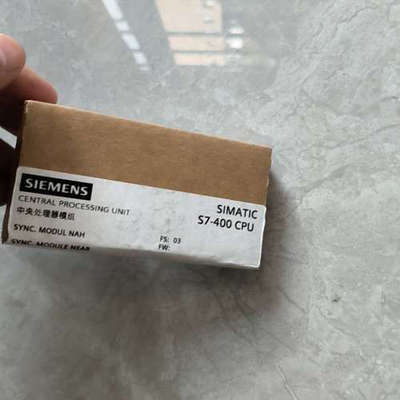 SIEMENS
SIMATIC
S7-400 CPU
CENTRAL PROCESSING UNIT
中央处理器模组
SYNC. MODUL NAH
SYNC. MODULE NEAR
FS: 03
FW: